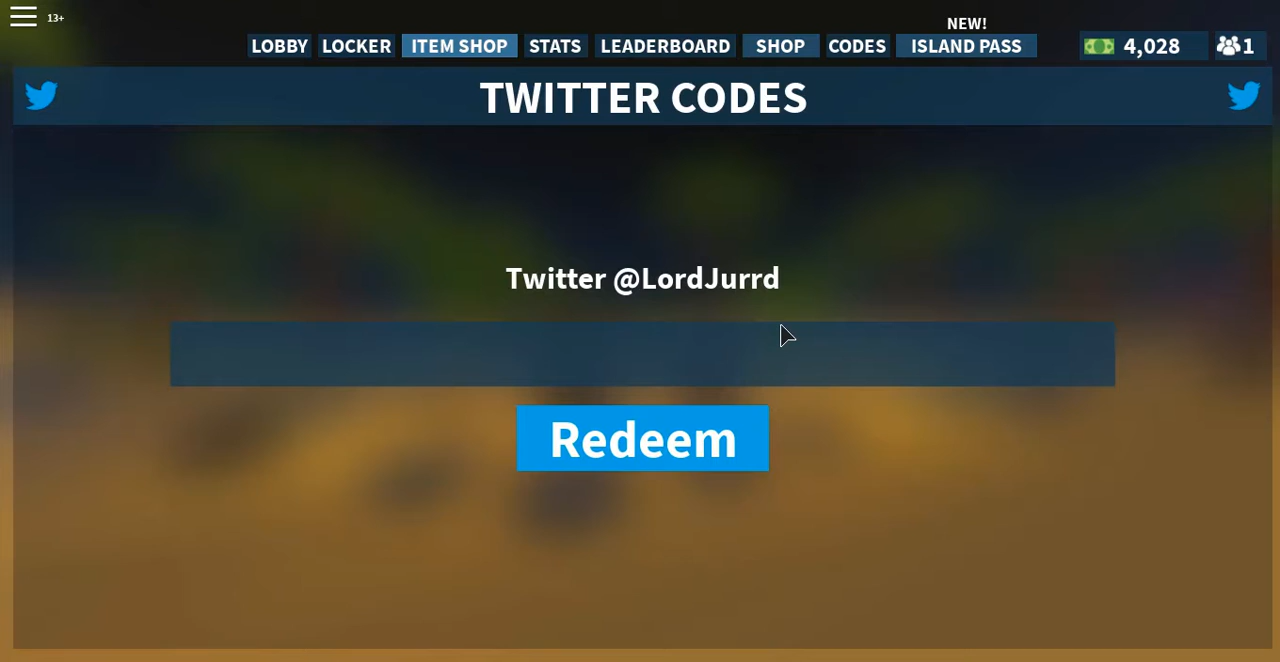 13+
NEW!
LOBBY LOCKER ITEM SHOP STATS LEADERBOARD SHOP CODES ISLAND PASS 4,028 1
TWITTER CODES
Twitter @LordJurrd
Redeem